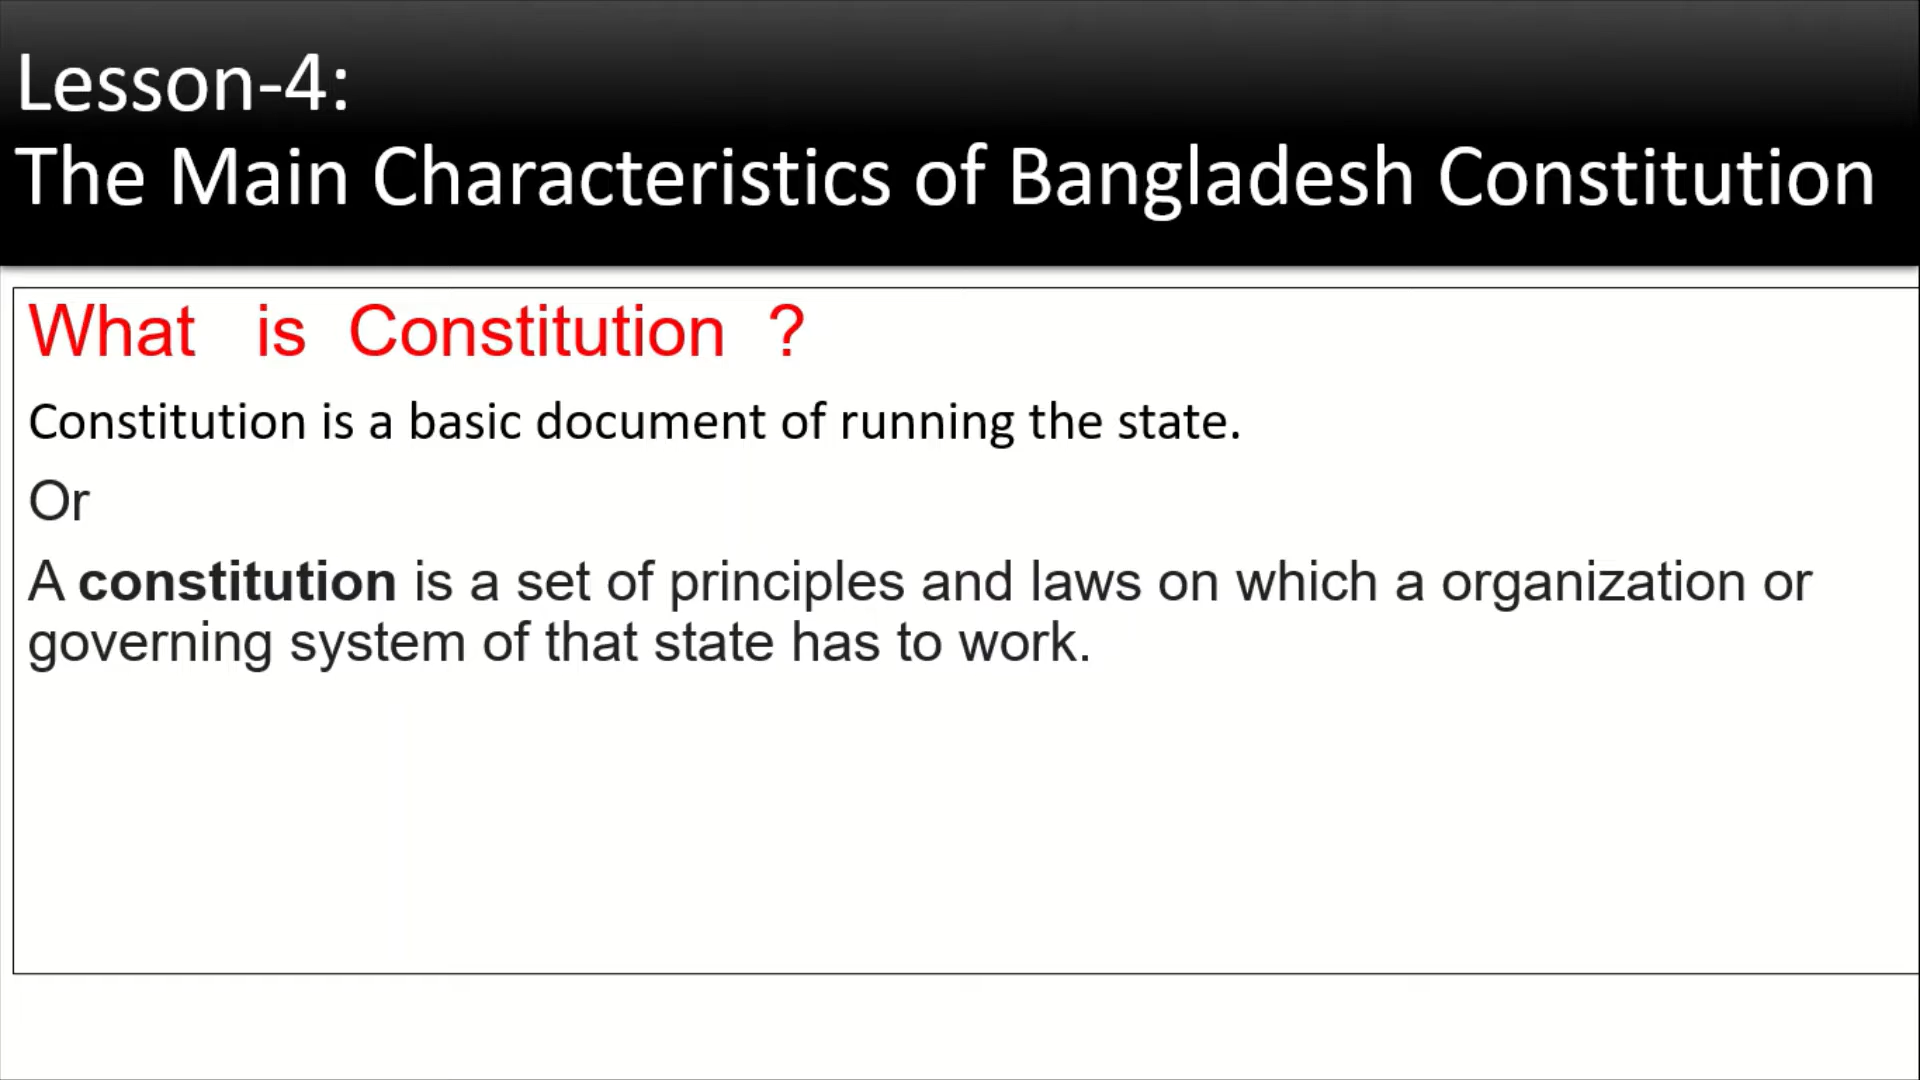 Lesson-4:
The Main Characteristics of Bangladesh Constitution
What is Constitution ?
Constitution is a basic document of running the state.
Or
A constitution is a set of principles and laws on which a organization or
governing system of that state has to work.